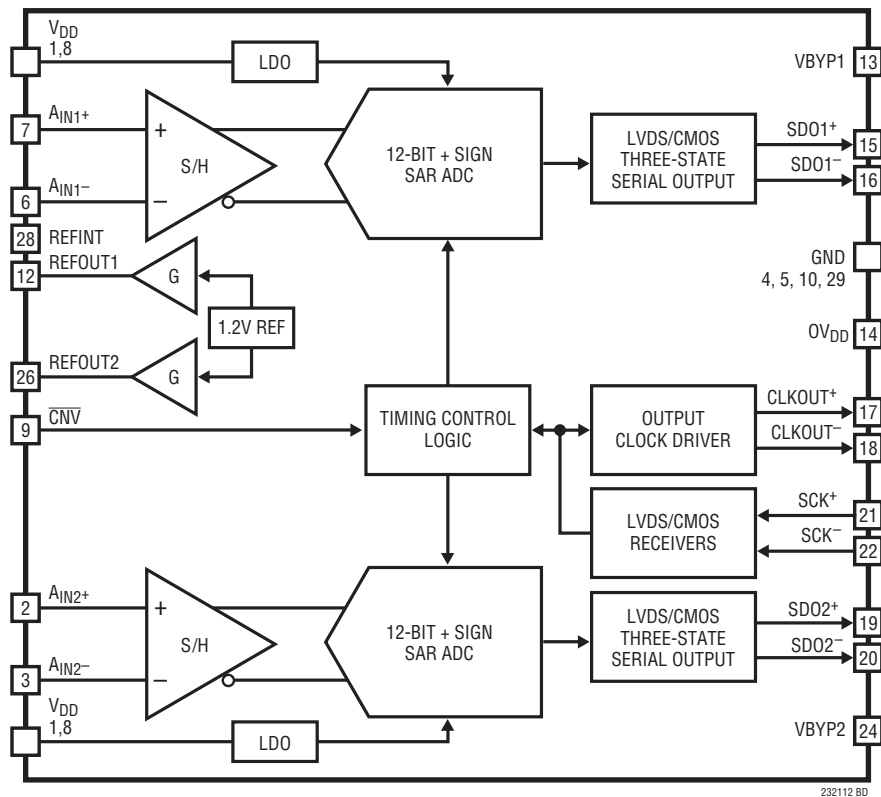 VDD
1,8
LDO
VBYP1
13
7
AIN1+
+
S/H
6
AIN1–
–
12-BIT + SIGN
SAR ADC
LVDS/CMOS
THREE-STATE
SERIAL OUTPUT
SDO1+
15
SDO1–
16
28
REFINT
12
REFOUT1
G
1.2V REF
26
REFOUT2
G
GND
4, 5, 10, 29
OVDD
14
9
CNV
TIMING CONTROL
LOGIC
OUTPUT
CLOCK DRIVER
CLKOUT+
17
CLKOUT–
18
LVDS/CMOS
RECEIVERS
SCK+
21
SCK–
22
2
AIN2+
+
S/H
3
AIN2–
–
12-BIT + SIGN
SAR ADC
LVDS/CMOS
THREE-STATE
SERIAL OUTPUT
SDO2+
19
SDO2–
20
VDD
1,8
LDO
VBYP2
24
232112 BD